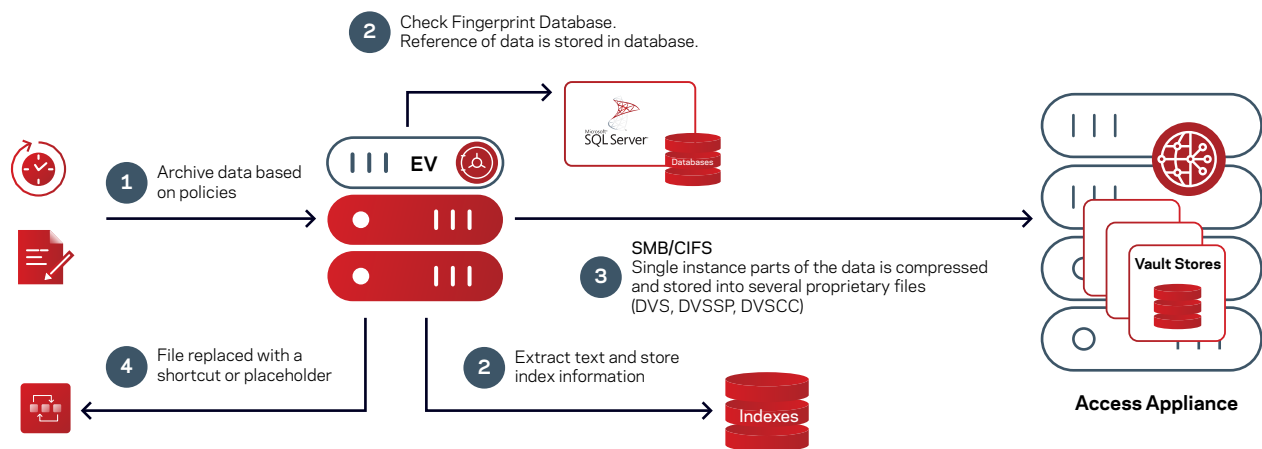 2
Check Fingerprint Database.
Reference of data is stored in database.
Microsoft
SQL Server
Databases
EV
1
Archive data based
on policies
SMB/CIFS
3
Single instance parts of the data is compressed
and stored into several proprietary files
(DVS, DVSSP, DVSCC)
Vault Stores
4
File replaced with a
shortcut or placeholder
2
Extract text and store
index information
Indexes
Access Appliance